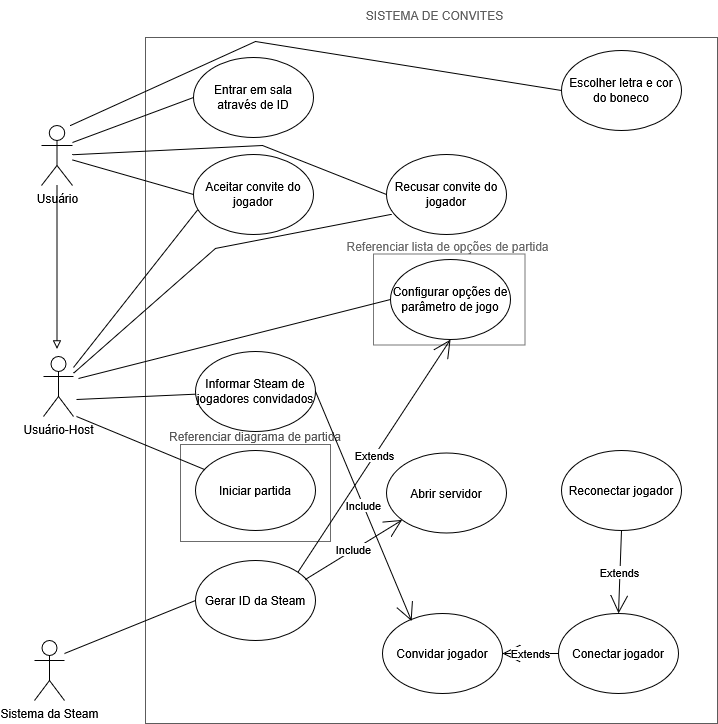 SISTEMA DE CONVITES
Entrar em sala
através de ID
Escolher letra e cor
do boneco
Usuário
Aceitar convite do
jogador
Recusar convite do
jogador
Referenciar lista de opções de partida
Configurar opções de
parâmetro de jogo
Usuário-Host
Informar Steam de
jogadores convidados
Referenciar diagrama de partida
Extends
Iniciar partida
Abrir servidor
Reconectar jogador
Include
Include
Extends
Gerar ID da Steam
Convidar jogador
Extends
Conectar jogador
Sistema da Steam